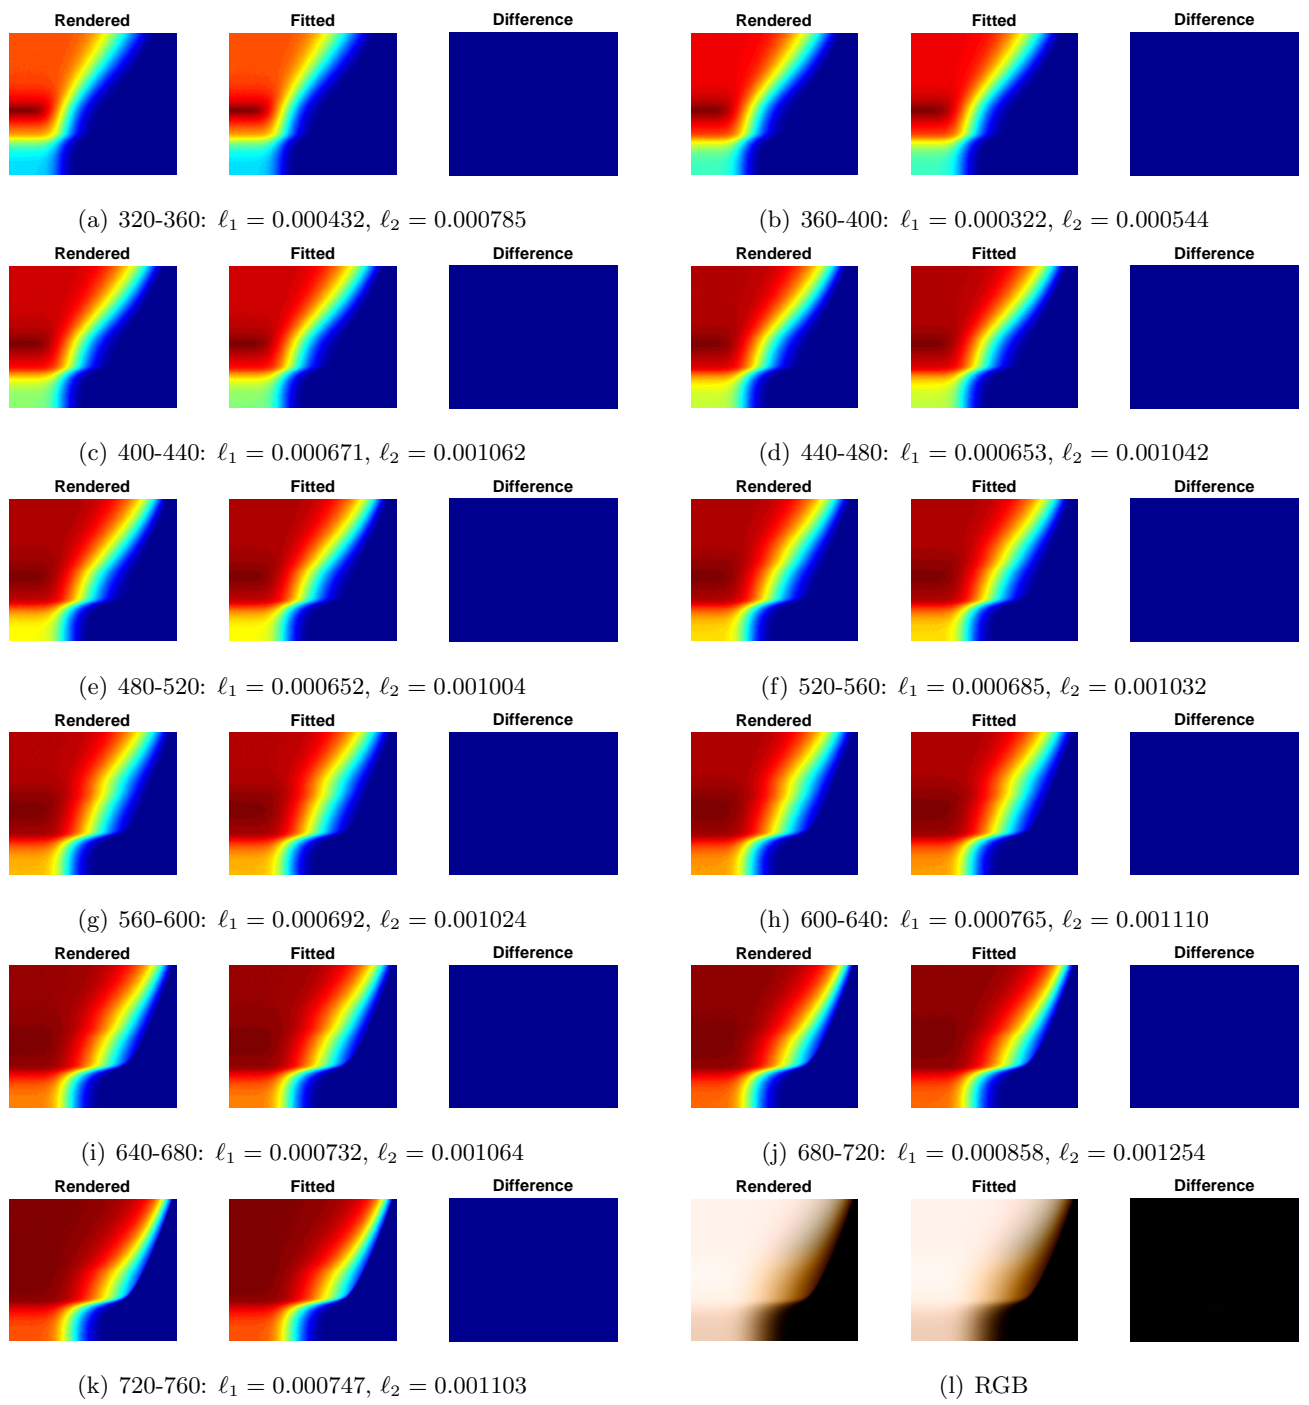 Rendered Fitted Difference Rendered Fitted Difference
(a) 320-360: ℓ₁ = 0.000432, ℓ₂ = 0.000785 (b) 360-400: ℓ₁ = 0.000322, ℓ₂ = 0.000544
Rendered Fitted Difference Rendered Fitted Difference
(c) 400-440: ℓ₁ = 0.000671, ℓ₂ = 0.001062 (d) 440-480: ℓ₁ = 0.000653, ℓ₂ = 0.001042
Rendered Fitted Difference Rendered Fitted Difference
(e) 480-520: ℓ₁ = 0.000652, ℓ₂ = 0.001004 (f) 520-560: ℓ₁ = 0.000685, ℓ₂ = 0.001032
Rendered Fitted Difference Rendered Fitted Difference
(g) 560-600: ℓ₁ = 0.000692, ℓ₂ = 0.001024 (h) 600-640: ℓ₁ = 0.000765, ℓ₂ = 0.001110
Rendered Fitted Difference Rendered Fitted Difference
(i) 640-680: ℓ₁ = 0.000732, ℓ₂ = 0.001064 (j) 680-720: ℓ₁ = 0.000858, ℓ₂ = 0.001254
Rendered Fitted Difference Rendered Fitted Difference
(k) 720-760: ℓ₁ = 0.000747, ℓ₂ = 0.001103 (l) RGB